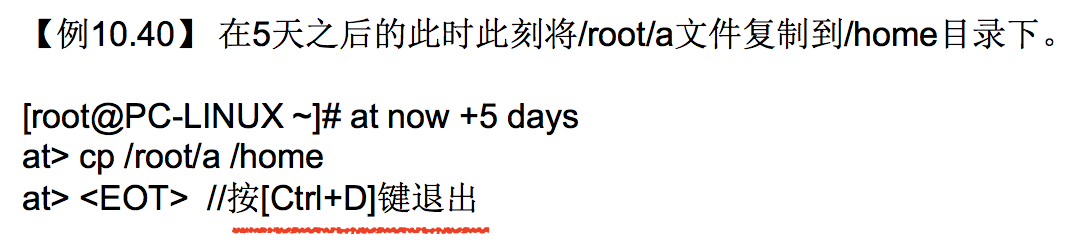 【例10.40】 在5天之后的此时此刻将/root/a文件复制到/home目录下。
[root@PC-LINUX ~]# at now +5 days
at> cp /root/a /home
at> <EOT> //按[Ctrl+D]键退出